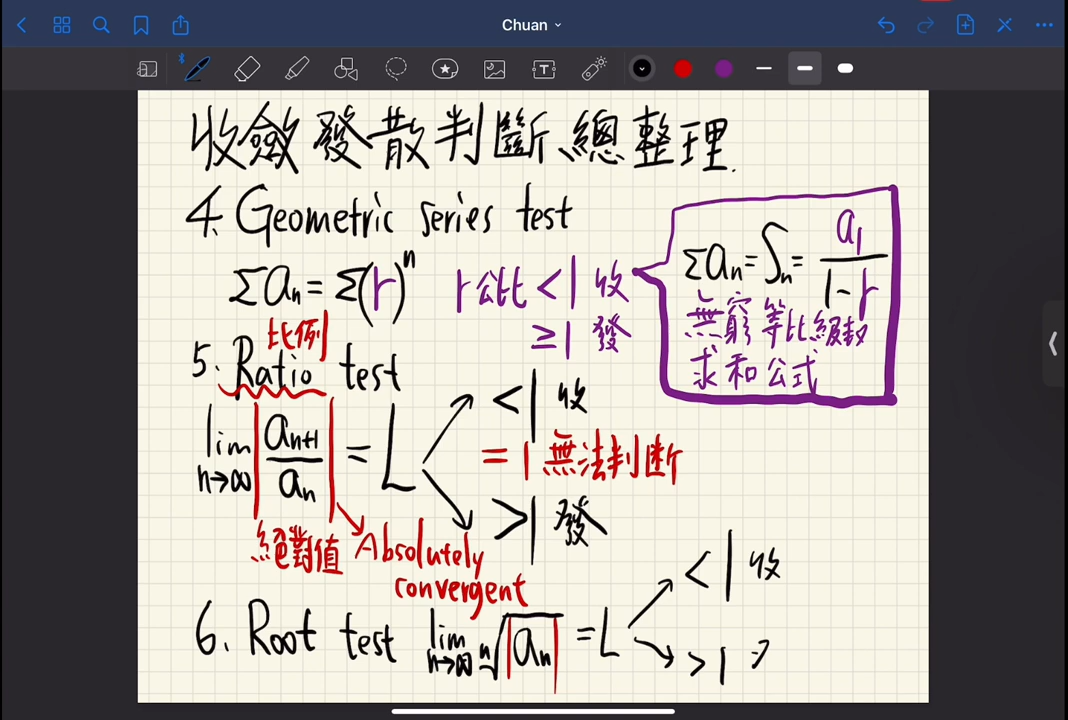 Chuan
收斂發散判斷總整理.
4. Geometric series test
Σaₙ = Σ(r)ⁿ
r 公比 < 1 收
≥ 1 發
Σaₙ = Sₙ = a₁ / (1 - r)
無窮等比級數
求和公式
比例
5. Ratio test
lim n→∞ |aₙ₊₁ / aₙ| = L
< 1 收
= 1 無法判斷
> 1 發
絕對值 Absolutely
convergent
6. Root test lim n→∞ ⁿ√|aₙ| = L
< 1 收
> 1